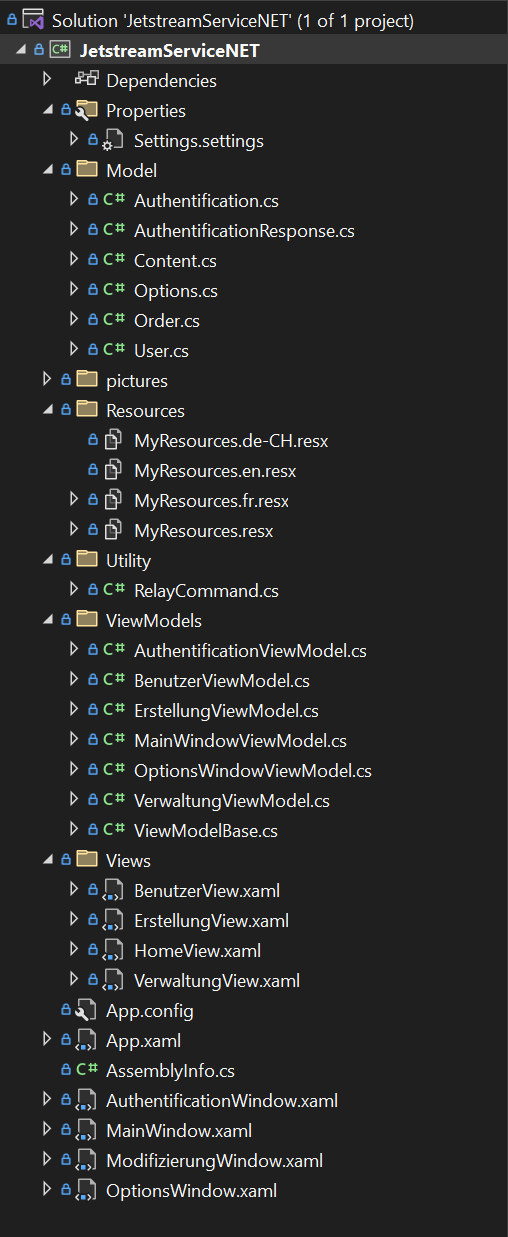 Solution 'JetstreamServiceNET' (1 of 1 project)
JetstreamServiceNET
Dependencies
Properties
Settings.settings
Model
C# Authentification.cs
C# AuthentificationResponse.cs
C# Content.cs
C# Options.cs
C# Order.cs
C# User.cs
pictures
Resources
MyResources.de-CH.resx
MyResources.en.resx
MyResources.fr.resx
MyResources.resx
Utility
C# RelayCommand.cs
ViewModels
C# AuthentificationViewModel.cs
C# BenutzerViewModel.cs
C# ErstellungViewModel.cs
C# MainWindowViewModel.cs
C# OptionsWindowViewModel.cs
C# VerwaltungViewModel.cs
C# ViewModelBase.cs
Views
BenutzerView.xaml
ErstellungView.xaml
HomeView.xaml
VerwaltungView.xaml
App.config
App.xaml
C# AssemblyInfo.cs
AuthentificationWindow.xaml
MainWindow.xaml
ModifizierungWindow.xaml
OptionsWindow.xaml